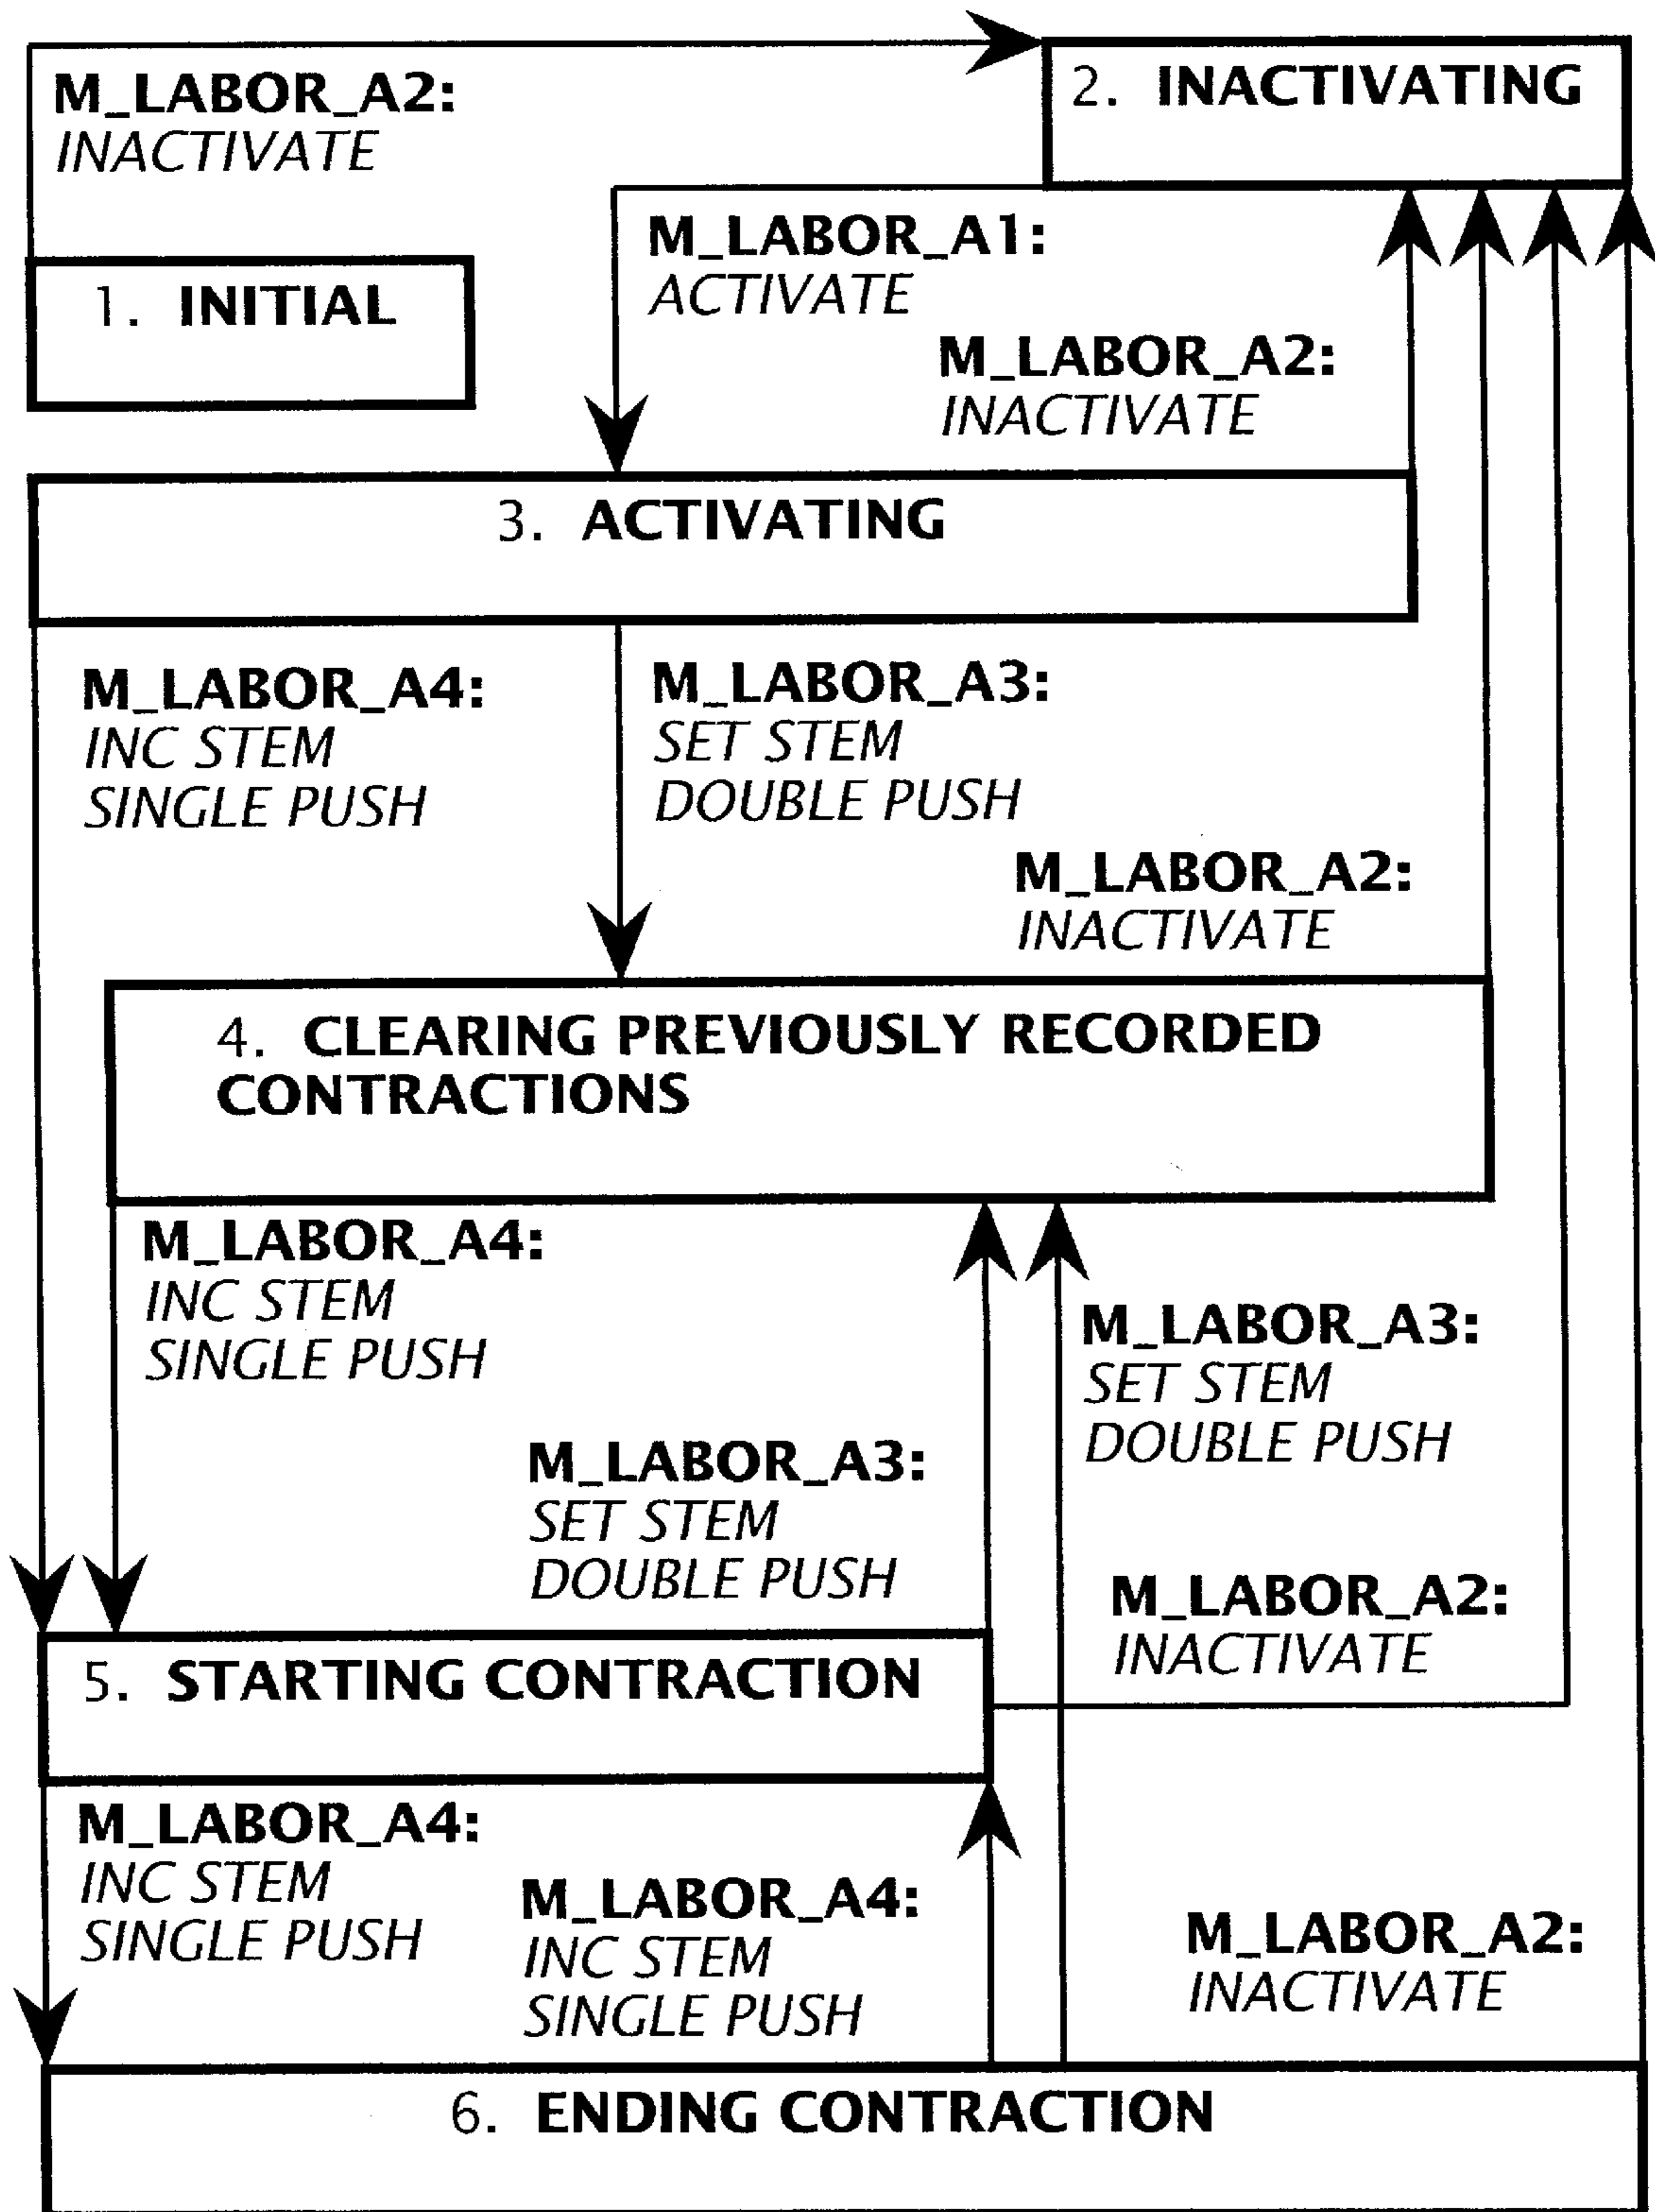 M_LABOR_A2:
INACTIVATE
2. INACTIVATING
M_LABOR_A1:
ACTIVATE
1. INITIAL
M_LABOR_A2:
INACTIVATE
3. ACTIVATING
M_LABOR_A4:
INC STEM
SINGLE PUSH
M_LABOR_A3:
SET STEM
DOUBLE PUSH
M_LABOR_A2:
INACTIVATE
4. CLEARING PREVIOUSLY RECORDED
CONTRACTIONS
M_LABOR_A4:
INC STEM
SINGLE PUSH
M_LABOR_A3:
SET STEM
DOUBLE PUSH
M_LABOR_A3:
SET STEM
DOUBLE PUSH
M_LABOR_A2:
INACTIVATE
5. STARTING CONTRACTION
M_LABOR_A4:
INC STEM
SINGLE PUSH
M_LABOR_A4:
INC STEM
SINGLE PUSH
M_LABOR_A2:
INACTIVATE
6. ENDING CONTRACTION